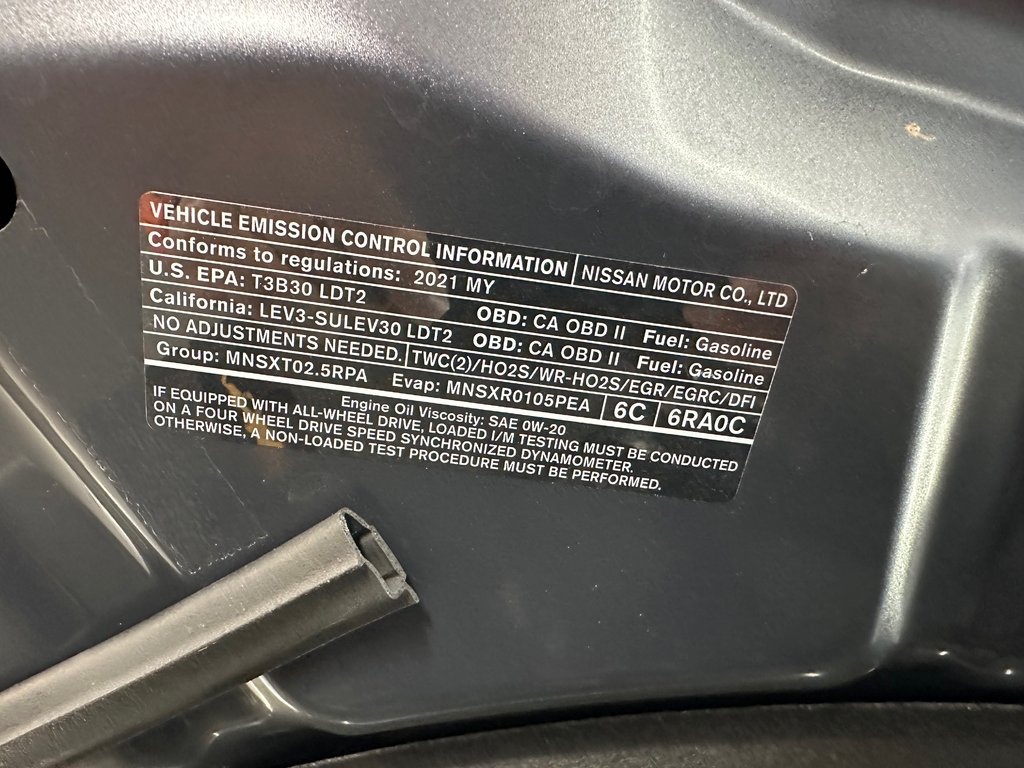 VEHICLE EMISSION CONTROL INFORMATION NISSAN MOTOR CO., LTD
Conforms to regulations: 2021 MY
U.S. EPA: T3B30 LDT2 OBD: CA OBD II Fuel: Gasoline
California: LEV3-SULEV30 LDT2 OBD: CA OBD II Fuel: Gasoline
NO ADJUSTMENTS NEEDED. TWC(2)/HO2S/WR-HO2S/EGR/EGRC/DFI
Group: MNSXT02.5RPA Evap: MNSXR0105PEA 6C 6RA0C
Engine Oil Viscosity: SAE 0W-20
IF EQUIPPED WITH ALL-WHEEL DRIVE, LOADED I/M TESTING MUST BE CONDUCTED
ON A FOUR WHEEL DRIVE SPEED SYNCHRONIZED DYNAMOMETER.
OTHERWISE, A NON-LOADED TEST PROCEDURE MUST BE PERFORMED.